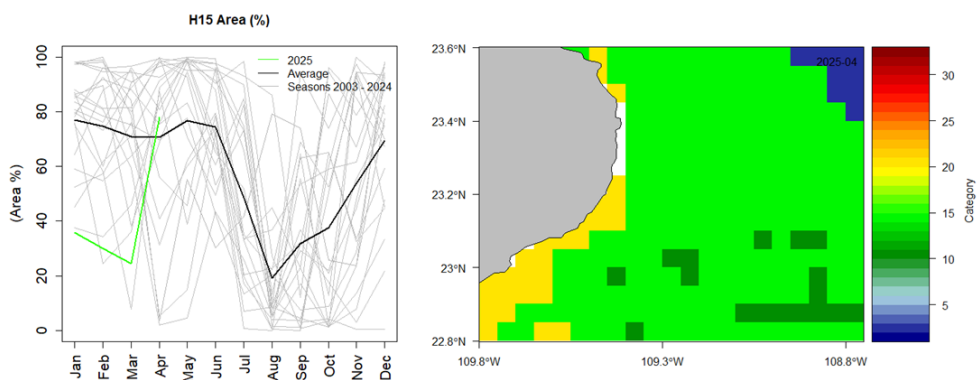 H15 Area (%)
(Area %)
100
80
60
40
20
0
2025
Average
Seasons 2003 - 2024
Jan
Feb
Mar
Apr
May
Jun
Jul
Aug
Sep
Oct
Nov
Dec
23.6°N
23.4°N
23.2°N
23°N
22.8°N
109.8°W
109.3°W
108.8°W
2025-04
30
25
20
15
10
5
Category